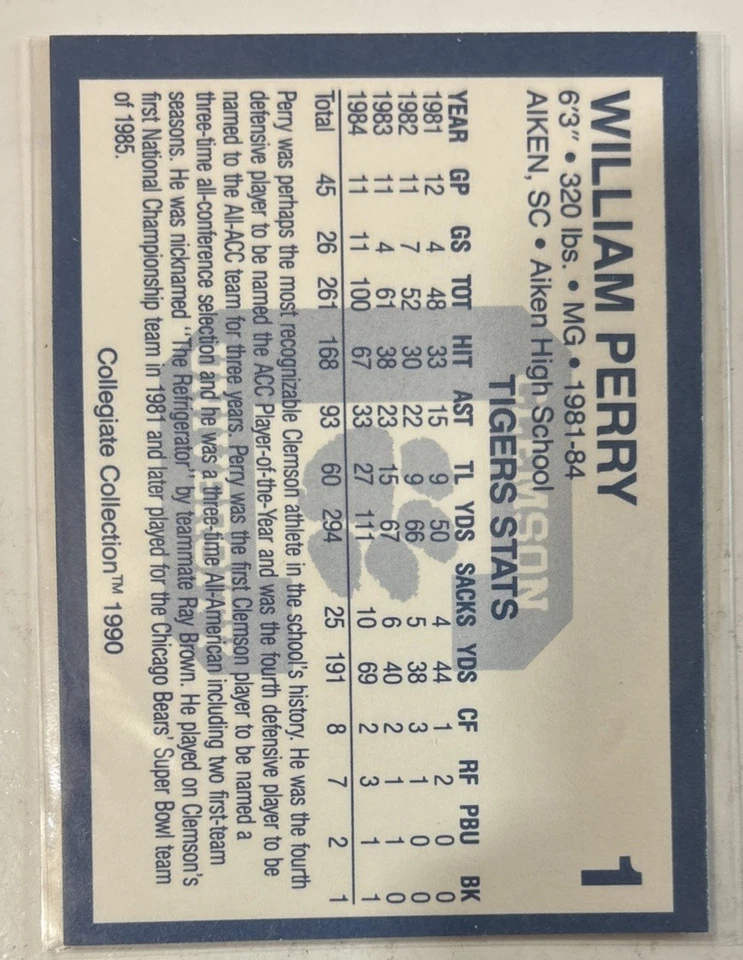 WILLIAM PERRY 1
6'3" • 320 lbs. • MG • 1981-84
AIKEN, SC • Aiken High School
TIGERS STATS
YEAR GP GS TOT HIT AST TL YDS SACKS YDS CF RF PBU BK
1981 12 4 48 33 15 9 50 4 44 1 2 0 0
1982 11 7 52 30 22 9 66 5 38 3 1 0 0
1983 11 4 61 38 23 15 67 6 40 2 1 1 0
1984 11 11 100 67 33 27 111 10 69 2 3 1 1
Total 45 26 261 168 93 60 294 25 191 8 7 2 1
Perry was perhaps the most recognizable Clemson athlete in the school's history. He was the fourth
defensive player to be named the ACC Player-of-the-Year and was the fourth defensive player to be
named to the All-ACC team for three years. Perry was the first Clemson player to be named a
three-time all-conference selection and he was a three-time All-American including two first-team
seasons. He was nicknamed "The Refrigerator" by teammate Ray Brown. He played on Clemson's
first National Championship team in 1981 and later played for the Chicago Bears' Super Bowl team
of 1985.
Collegiate Collection™ 1990
CLEMSON
UNIVERSITY